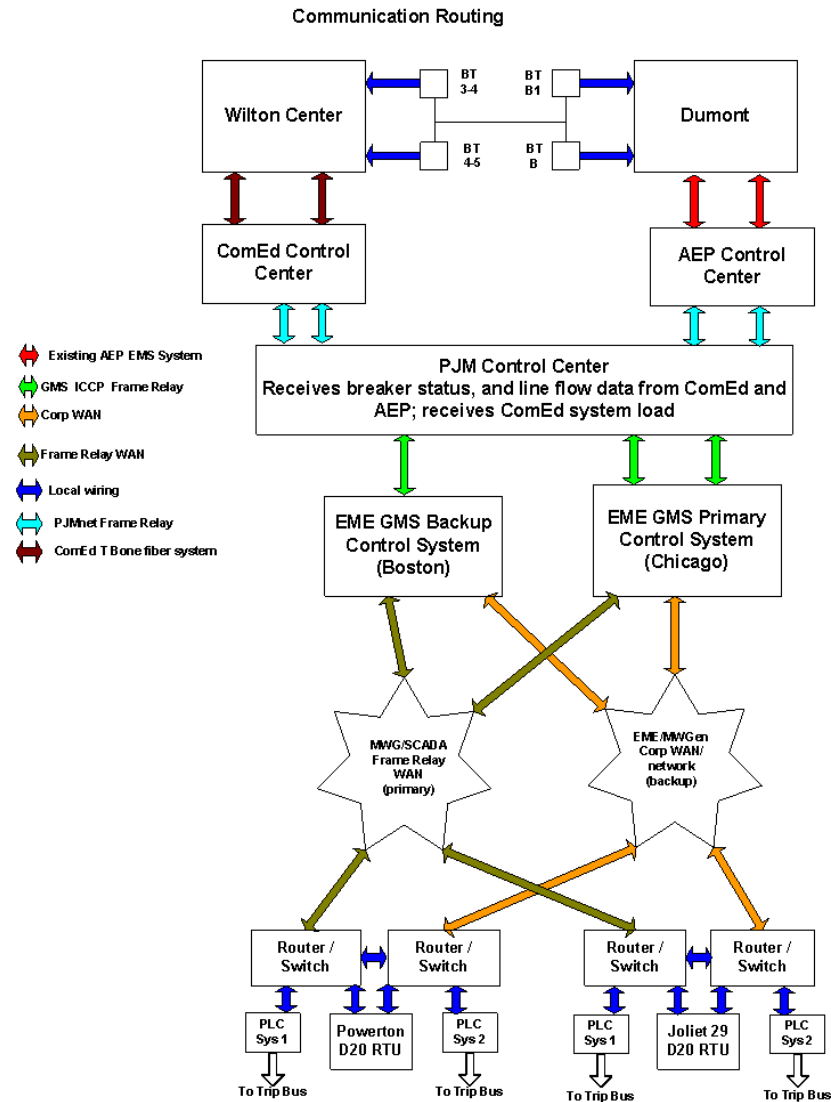 Communication Routing
Wilton Center
BT
3-4
BT
B1
Dumont
BT
4-5
BT
B
ComEd Control
Center
AEP Control
Center
Existing AEP EMS System
GMS ICCP Frame Relay
Corp WAN
Frame Relay WAN
Local wiring
PJMnet Frame Relay
ComEd T Bone fiber system
PJM Control Center
Receives breaker status, and line flow data from ComEd and
AEP; receives ComEd system load
EME GMS Backup
Control System
(Boston)
EME GMS Primary
Control System
(Chicago)
MWG/SCADA
Frame Relay
WAN
(primary)
EME/MWGen
Corp WAN/
network
(backup)
Router /
Switch
Router /
Switch
Router /
Switch
Router /
Switch
PLC
Sys 1
Powerton
D20 RTU
PLC
Sys 2
PLC
Sys 1
Joliet 29
D20 RTU
PLC
Sys 2
To Trip Bus
To Trip Bus
To Trip Bus
To Trip Bus